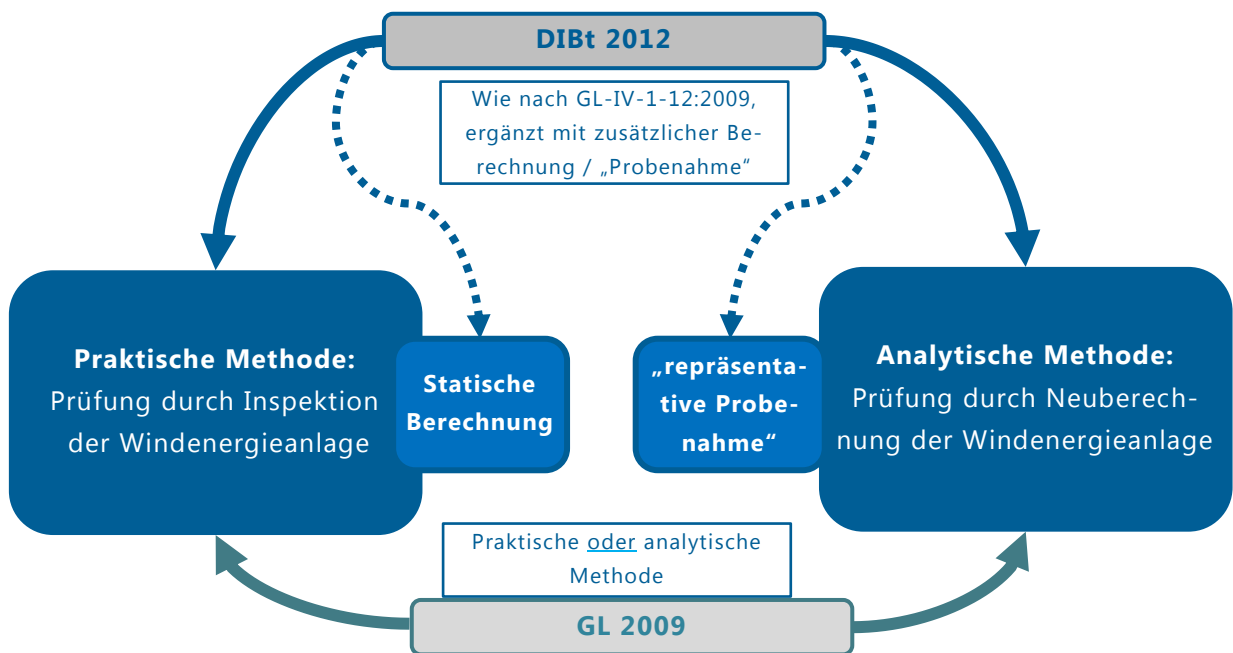 DIBt 2012
Wie nach GL-IV-1-12:2009,
ergänzt mit zusätzlicher Be-
rechnung / „Probenahme“
Praktische Methode:
Prüfung durch Inspektion
der Windenergieanlage
Statische
Berechnung
„repräsenta-
tive Probe-
nahme“
Analytische Methode:
Prüfung durch Neuberech-
nung der Windenergieanlage
Praktische oder analytische
Methode
GL 2009